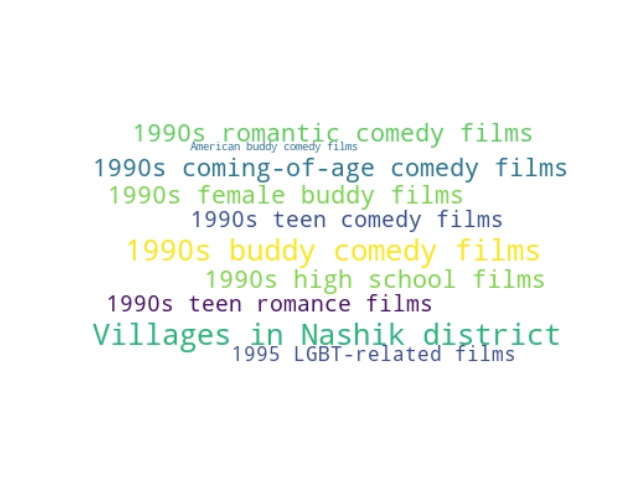 1990s romantic comedy films
American buddy comedy films
1990s coming-of-age comedy films
1990s female buddy films
1990s teen comedy films
1990s buddy comedy films
1990s high school films
1990s teen romance films
Villages in Nashik district
1995 LGBT-related films